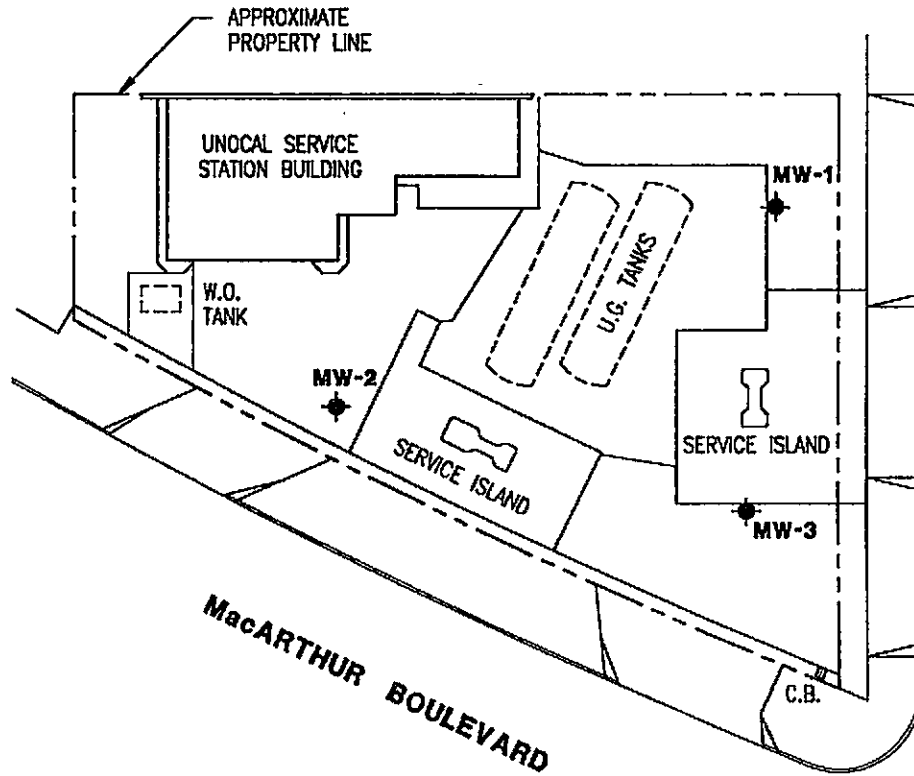 APPROXIMATE
PROPERTY LINE
UNOCAL SERVICE
STATION BUILDING
MW-1
U.G. TANKS
W.O.
TANK
MW-2
SERVICE ISLAND
SERVICE ISLAND
MW-3
C.B.
MacARTHUR BOULEVARD